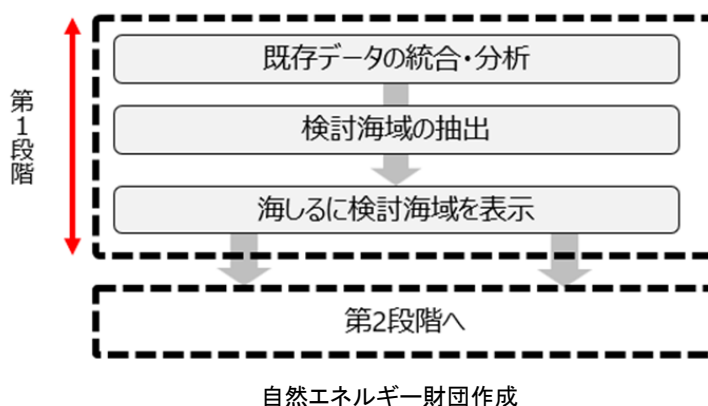 既存データの統合・分析
検討海域の抽出
海しるに検討海域を表示
第1段階
第2段階へ
自然エネルギー財団作成